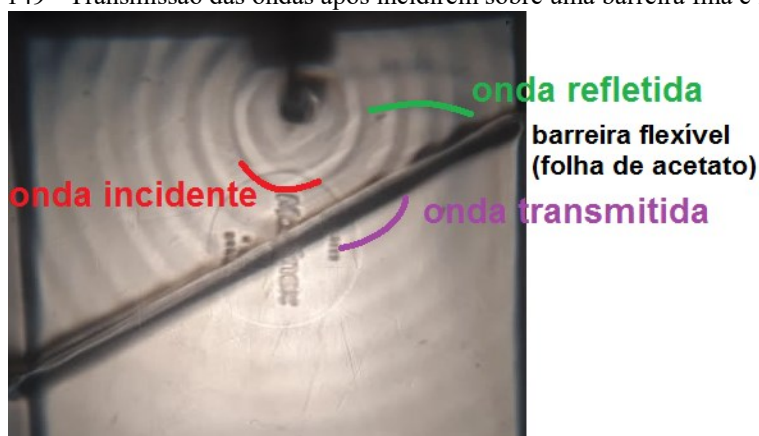 onda refletida
barreira flexível
(folha de acetato)
onda incidente
onda transmitida